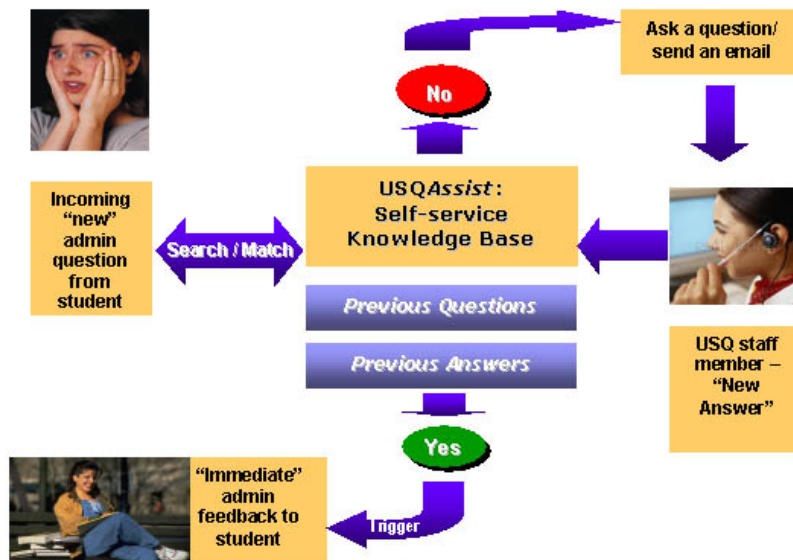 Ask a question/
send an email
No
USQAssist:
Self-service
Knowledge Base
Incoming
“new”
admin
question
from
student
Search / Match
Previous Questions
Previous Answers
USQ staff
member –
“New
Answer”
Yes
“Immediate”
admin
feedback to
student
Trigger